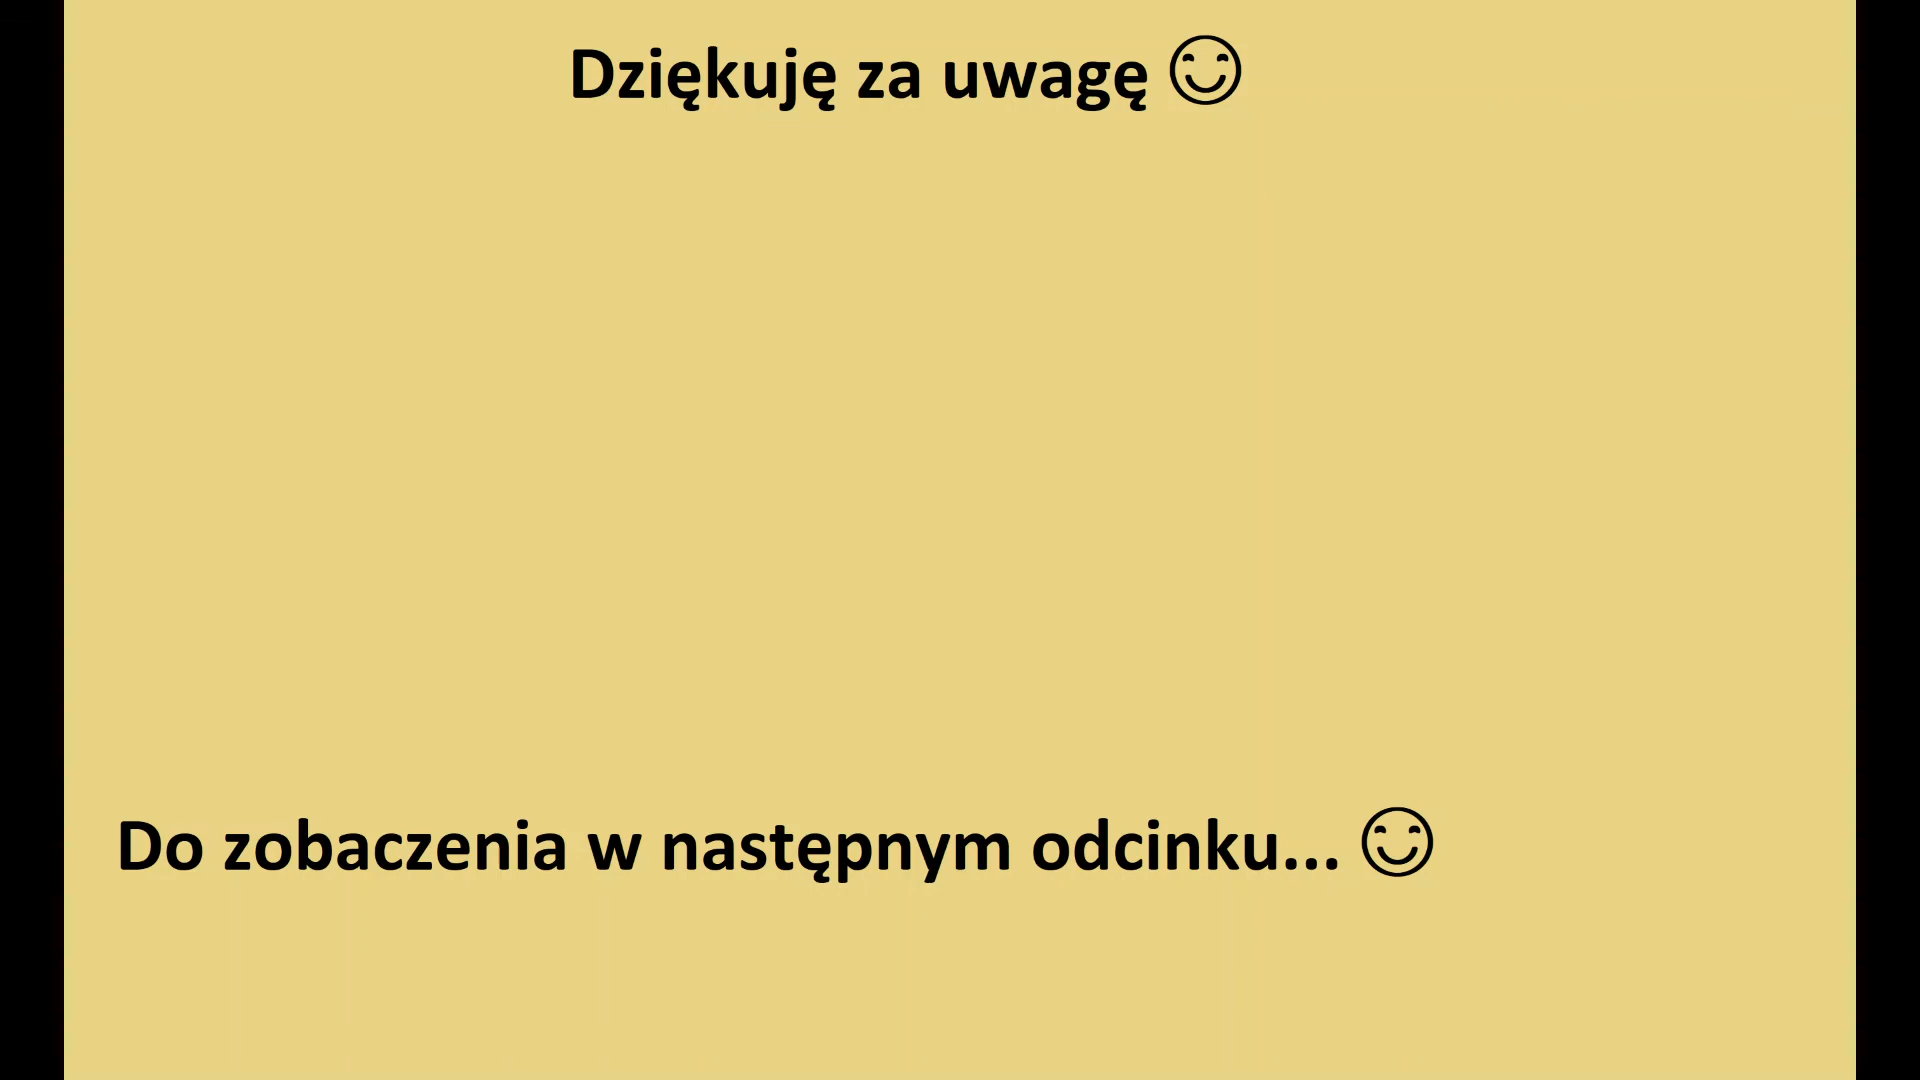 Dziękuję za uwagę ☺
Do zobaczenia w następnym odcinku... ☺